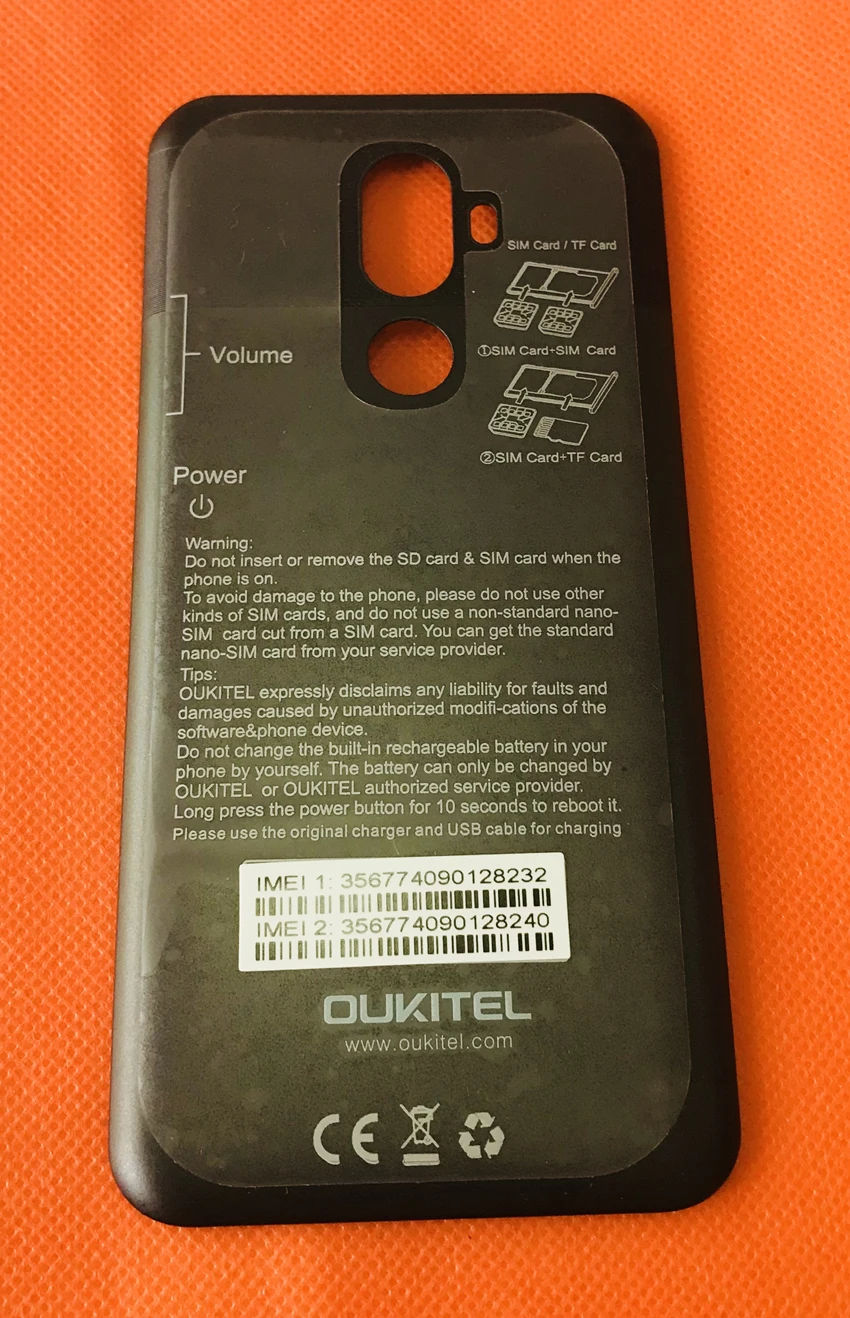 SIM Card / TF Card
①SIM Card+SIM Card
Volume
②SIM Card+TF Card
Power
Warning:
Do not insert or remove the SD card & SIM card when the
phone is on.
To avoid damage to the phone, please do not use other
kinds of SIM cards, and do not use a non-standard nano-
SIM card cut from a SIM card. You can get the standard
nano-SIM card from your service provider.
Tips:
OUKITEL expressly disclaims any liability for faults and
damages caused by unauthorized modifi-cations of the
software&phone device.
Do not change the built-in rechargeable battery in your
phone by yourself. The battery can only be changed by
OUKITEL or OUKITEL authorized service provider.
Long press the power button for 10 seconds to reboot it.
Please use the original charger and USB cable for charging
IMEI 1: 356774090128232
IMEI 2: 356774090128240
OUKITEL
www.oukitel.com
CE